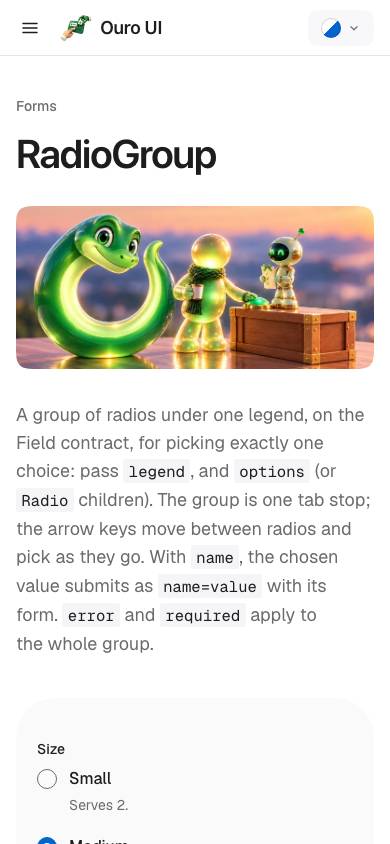 Ouro UI
Forms
RadioGroup
A group of radios under one legend, on the
Field contract, for picking exactly one
choice: pass legend, and options (or
Radio children). The group is one tab stop;
the arrow keys move between radios and
pick as they go. With name, the chosen
value submits as name=value with its
form. error and required apply to
the whole group.
Size
Small
Serves 2.
Medium